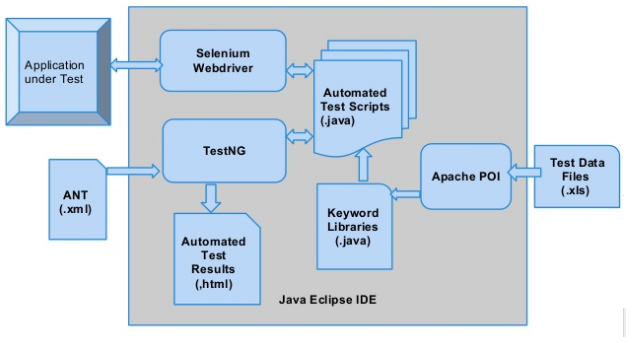 Application
under Test
Selenium
Webdriver
Automated
Test Scripts
(.java)
TestNG
Apache POI
Test Data
Files
(.xls)
ANT
(.xml)
Keyword
Libraries
(.java)
Automated
Test
Results
(,html)
Java Eclipse IDE